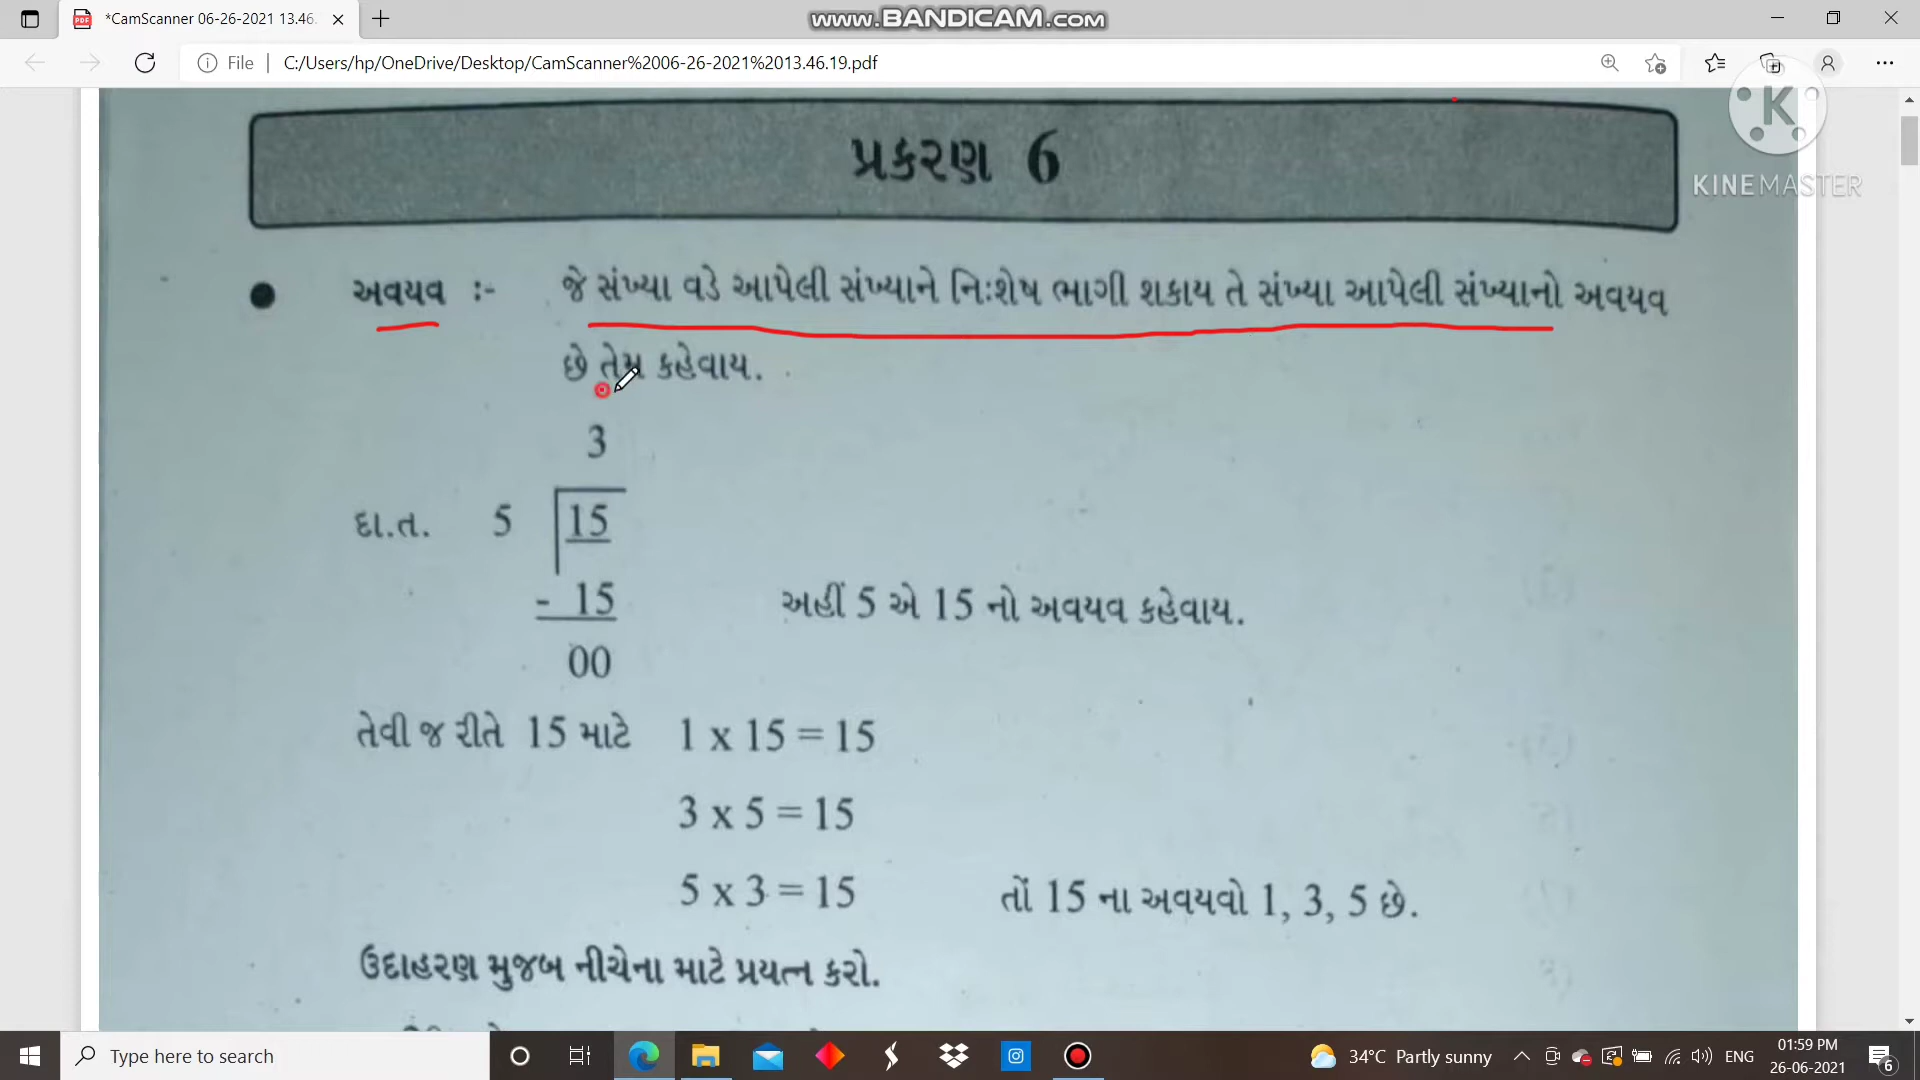 www.BANDICAM.com
*CamScanner 06-26-2021 13.46.
File
C:/Users/hp/OneDrive/Desktop/CamScanner%2006-26-2021%2013.46.19.pdf
K
KINEMASTER
પ્રકરણ 6
અવયવ :- જે સંખ્યા વડે આપેલી સંખ્યાને નિઃશેષ ભાગી શકાય તે સંખ્યા આપેલી સંખ્યાનો અવયવ
છે તેમ કહેવાય.
3
દા.ત. 5 15
- 15
અહીં 5 એ 15 નો અવયવ કહેવાય.
00
તેવી જ રીતે 15 માટે 1 x 15 = 15
3 x 5 = 15
5 x 3 = 15 તોં 15 ના અવયવો 1, 3, 5 છે.
ઉદાહરણ મુજબ નીચેના માટે પ્રયત્ન કરો.
Type here to search
34°C Partly sunny
ENG
01:59 PM
26-06-2021
6